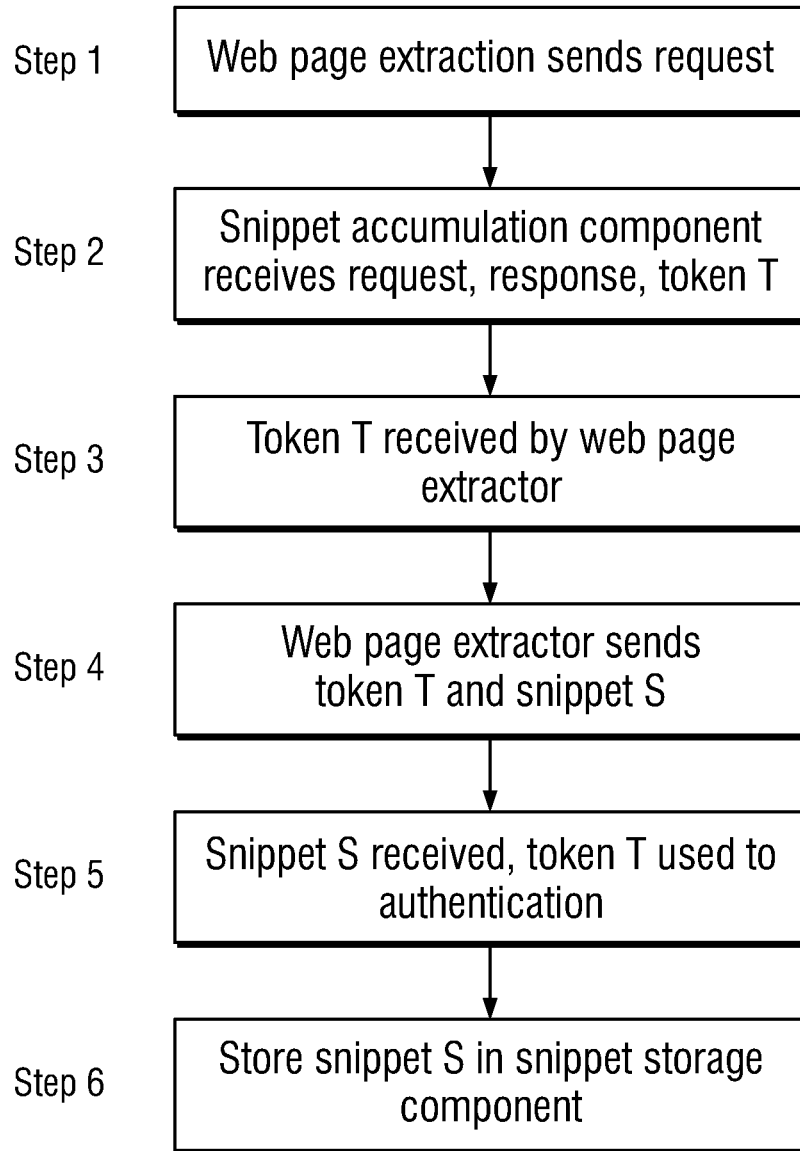 Step 1
Web page extraction sends request
Step 2
Snippet accumulation component
receives request, response, token T
Step 3
Token T received by web page
extractor
Step 4
Web page extractor sends
token T and snippet S
Step 5
Snippet S received, token T used to
authentication
Step 6
Store snippet S in snippet storage
component